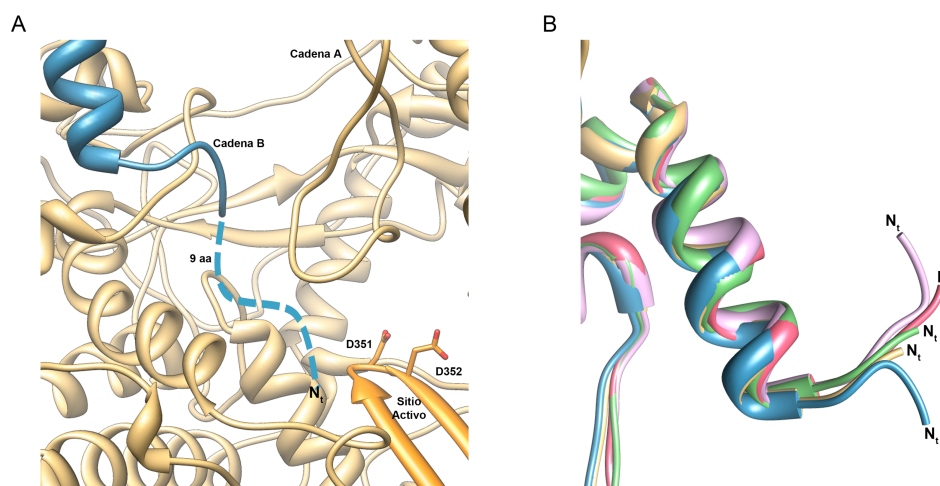 A
B
Cadena A
Cadena B
9 aa
D351
D352
Sitio
Activo
Nt
Nt
Nt
Nt
Nt